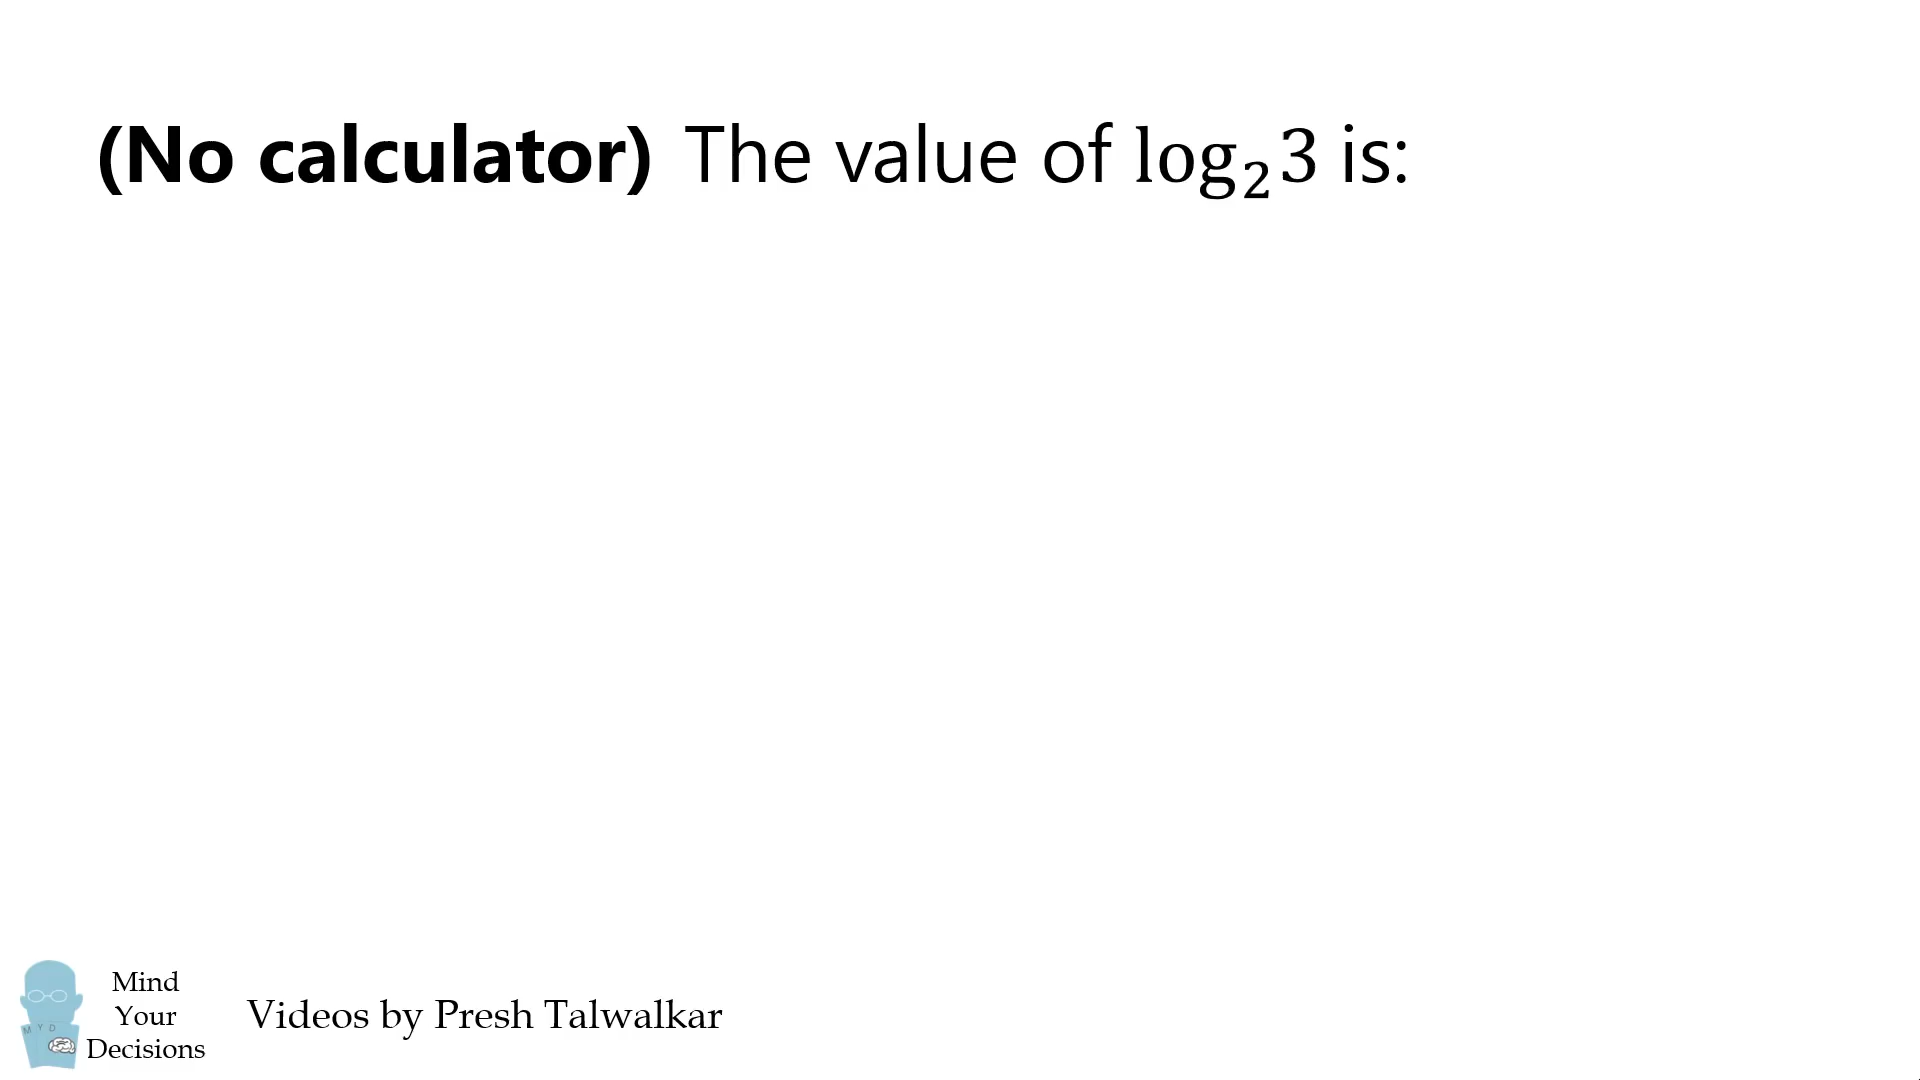 (No calculator) The value of log₂3 is:
Mind
Your
Decisions
M Y D
Videos by Presh Talwalkar